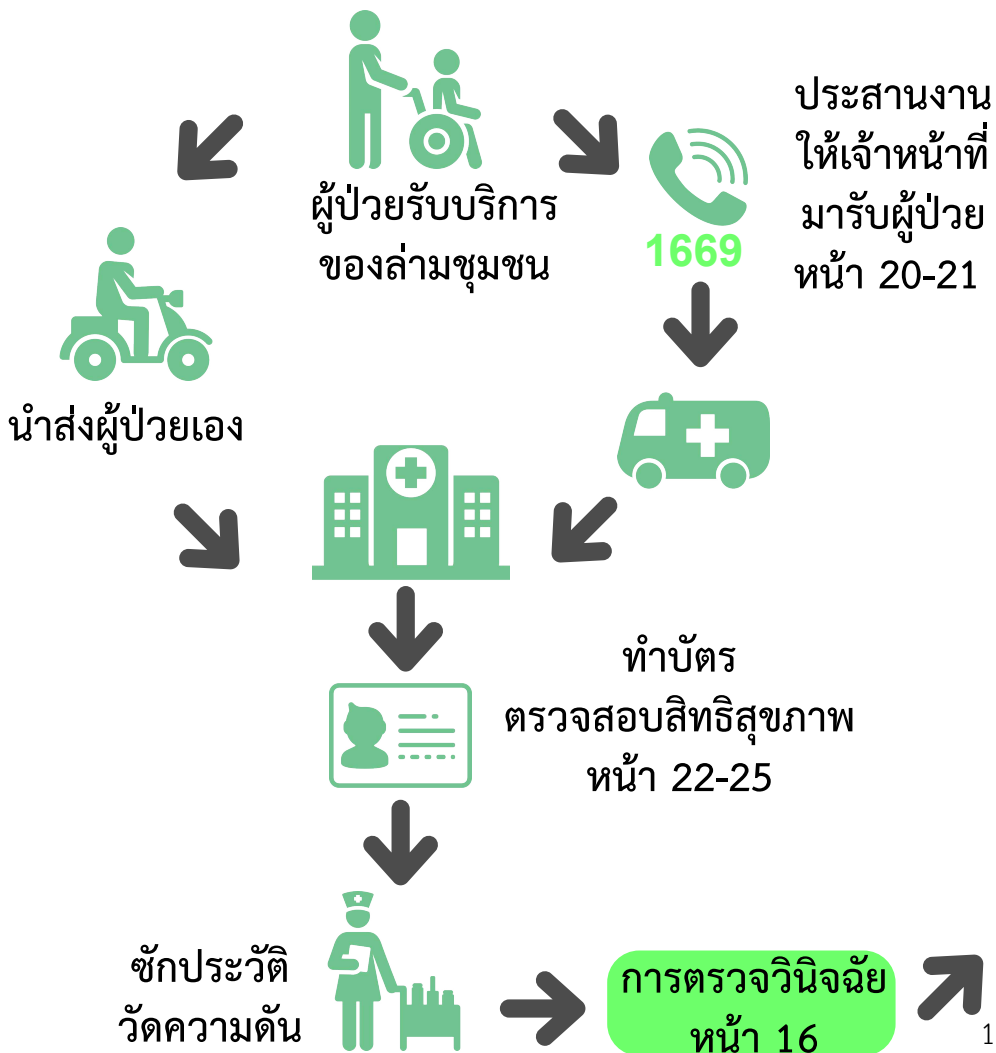 ผู้ป่วยรับบริการ
ของล่ามชุมชน
1669
ประสานงาน
ให้เจ้าหน้าที่
มารับผู้ป่วย
หน้า 20-21
นำส่งผู้ป่วยเอง
ทำบัตร
ตรวจสอบสิทธิสุขภาพ
หน้า 22-25
ซักประวัติ
วัดความดัน
การตรวจวินิจฉัย
หน้า 16
1